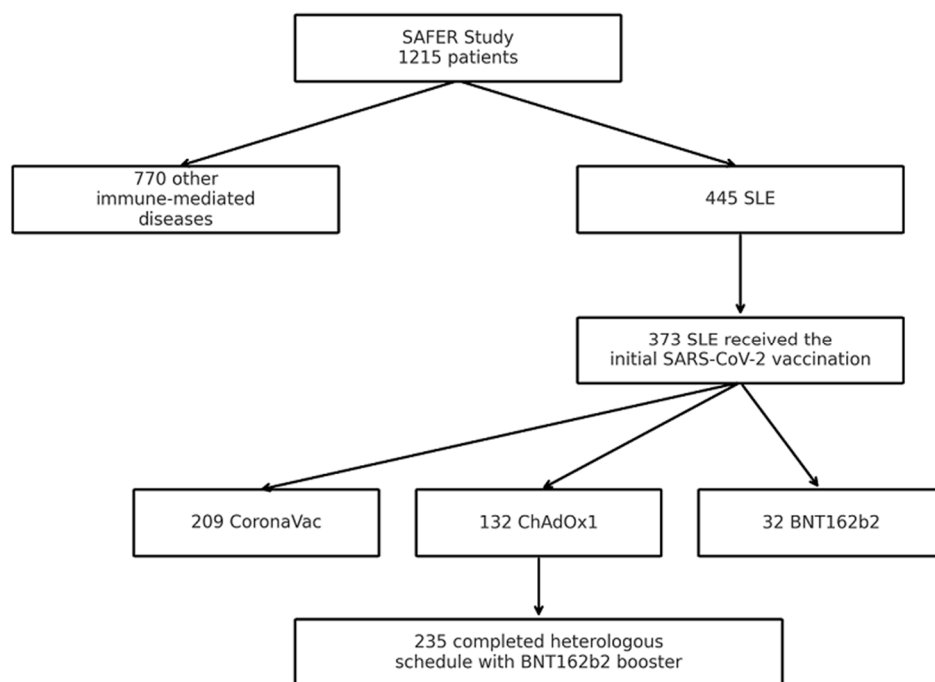 SAFER Study
1215 patients
770 other
immune-mediated
diseases
445 SLE
373 SLE received the
initial SARS-CoV-2 vaccination
209 CoronaVac
132 ChAdOx1
32 BNT162b2
235 completed heterologous
schedule with BNT162b2 booster